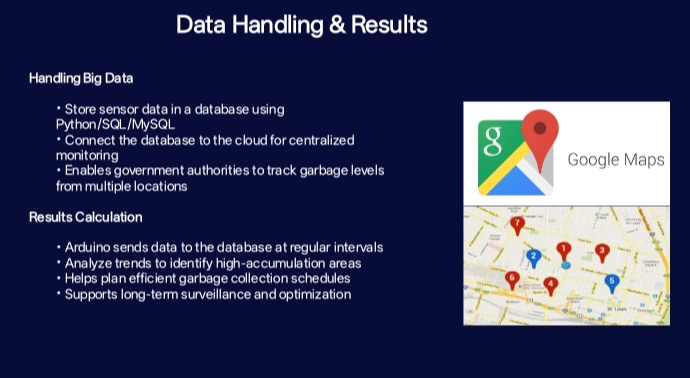 Data Handling & Results
Handling Big Data
• Store sensor data in a database using
Python/SQL/MySQL
• Connect the database to the cloud for centralized
monitoring
• Enables government authorities to track garbage levels
from multiple locations
Results Calculation
• Arduino sends data to the database at regular intervals
• Analyze trends to identify high-accumulation areas
• Helps plan efficient garbage collection schedules
• Supports long-term surveillance and optimization
g
Google Maps
7
1
3
2
6
4
5